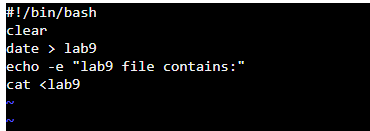 #!/bin/bash
clear
date > lab9
echo -e "lab9 file contains:"
cat <lab9
~
~